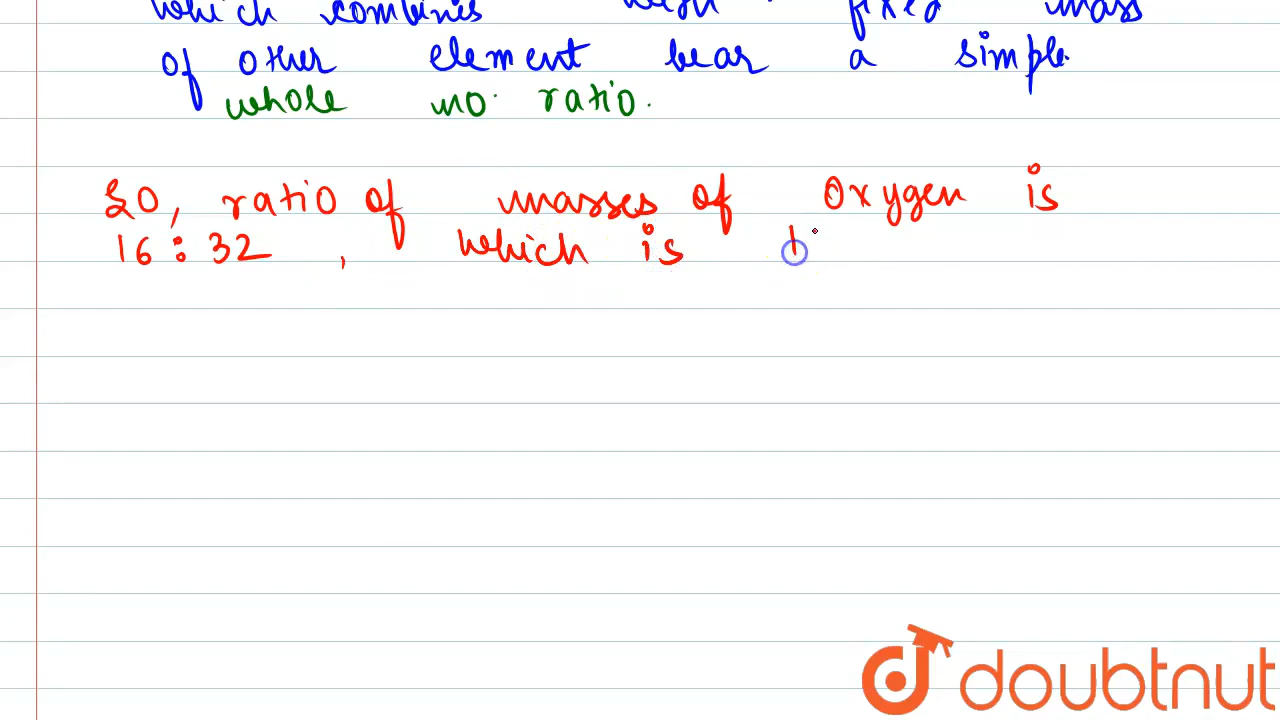 which combines with fixed mass
of other element bear a simple
whole no. ratio.
SO, ratio of masses of Oxygen is
16 : 32 , which is 1:
doubtnut